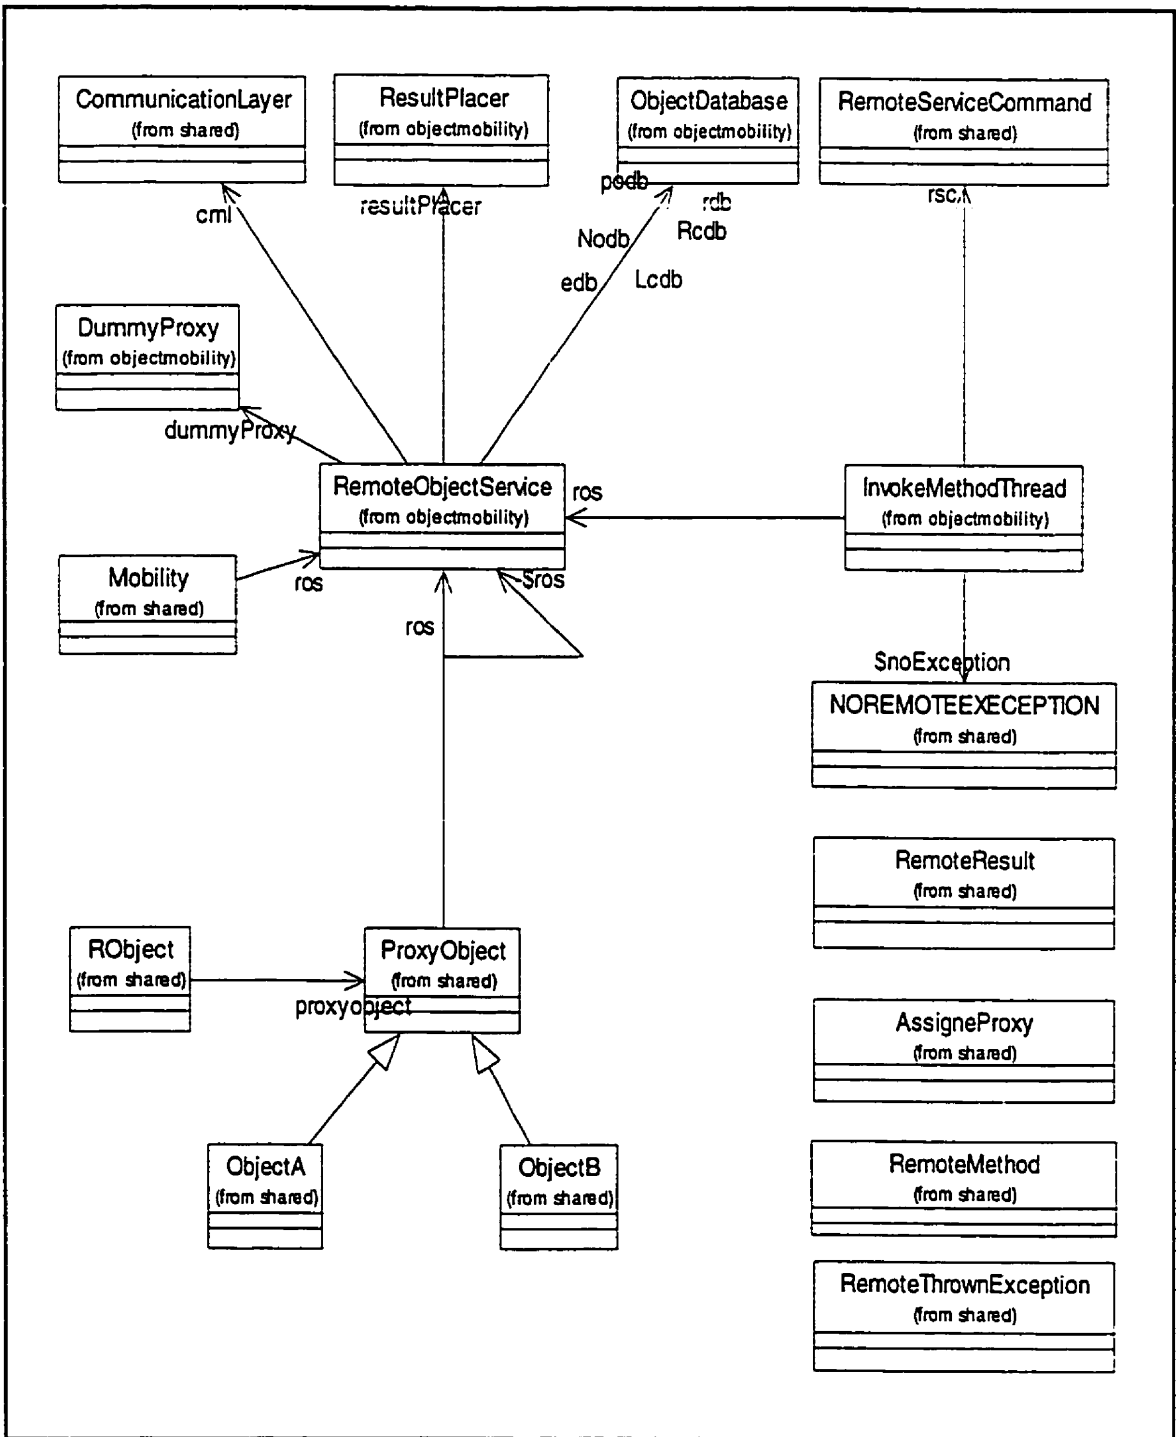 CommunicationLayer
(from shared)
ResultPlacer
(from objectmobility)
ObjectDatabase
(from objectmobility)
RemoteServiceCommand
(from shared)
cml
resultPlacer
podb
rdb
Nodb
Rcdb
edb
Lcdb
rsc
DummyProxy
(from objectmobility)
dummyProxy
RemoteObjectService
(from objectmobility)
ros
InvokeMethodThread
(from objectmobility)
Mobility
(from shared)
ros
$ros
ros
$noException
NOREMOTEEXECEPTION
(from shared)
RemoteResult
(from shared)
RObject
(from shared)
ProxyObject
(from shared)
proxyobject
AssigneProxy
(from shared)
ObjectA
(from shared)
ObjectB
(from shared)
RemoteMethod
(from shared)
RemoteThrownException
(from shared)